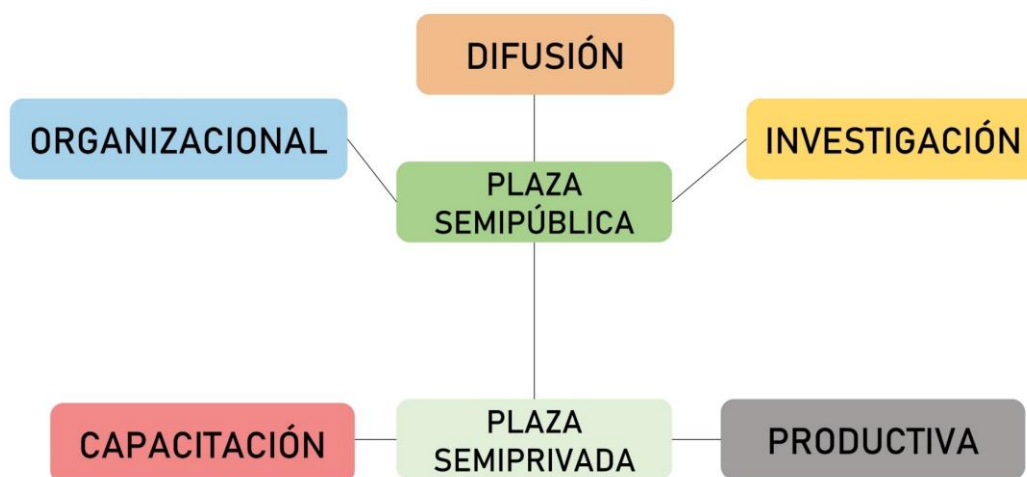 DIFUSIÓN
ORGANIZACIONAL
INVESTIGACIÓN
PLAZA
SEMIPÚBLICA
CAPACITACIÓN
PLAZA
SEMIPRIVADA
PRODUCTIVA